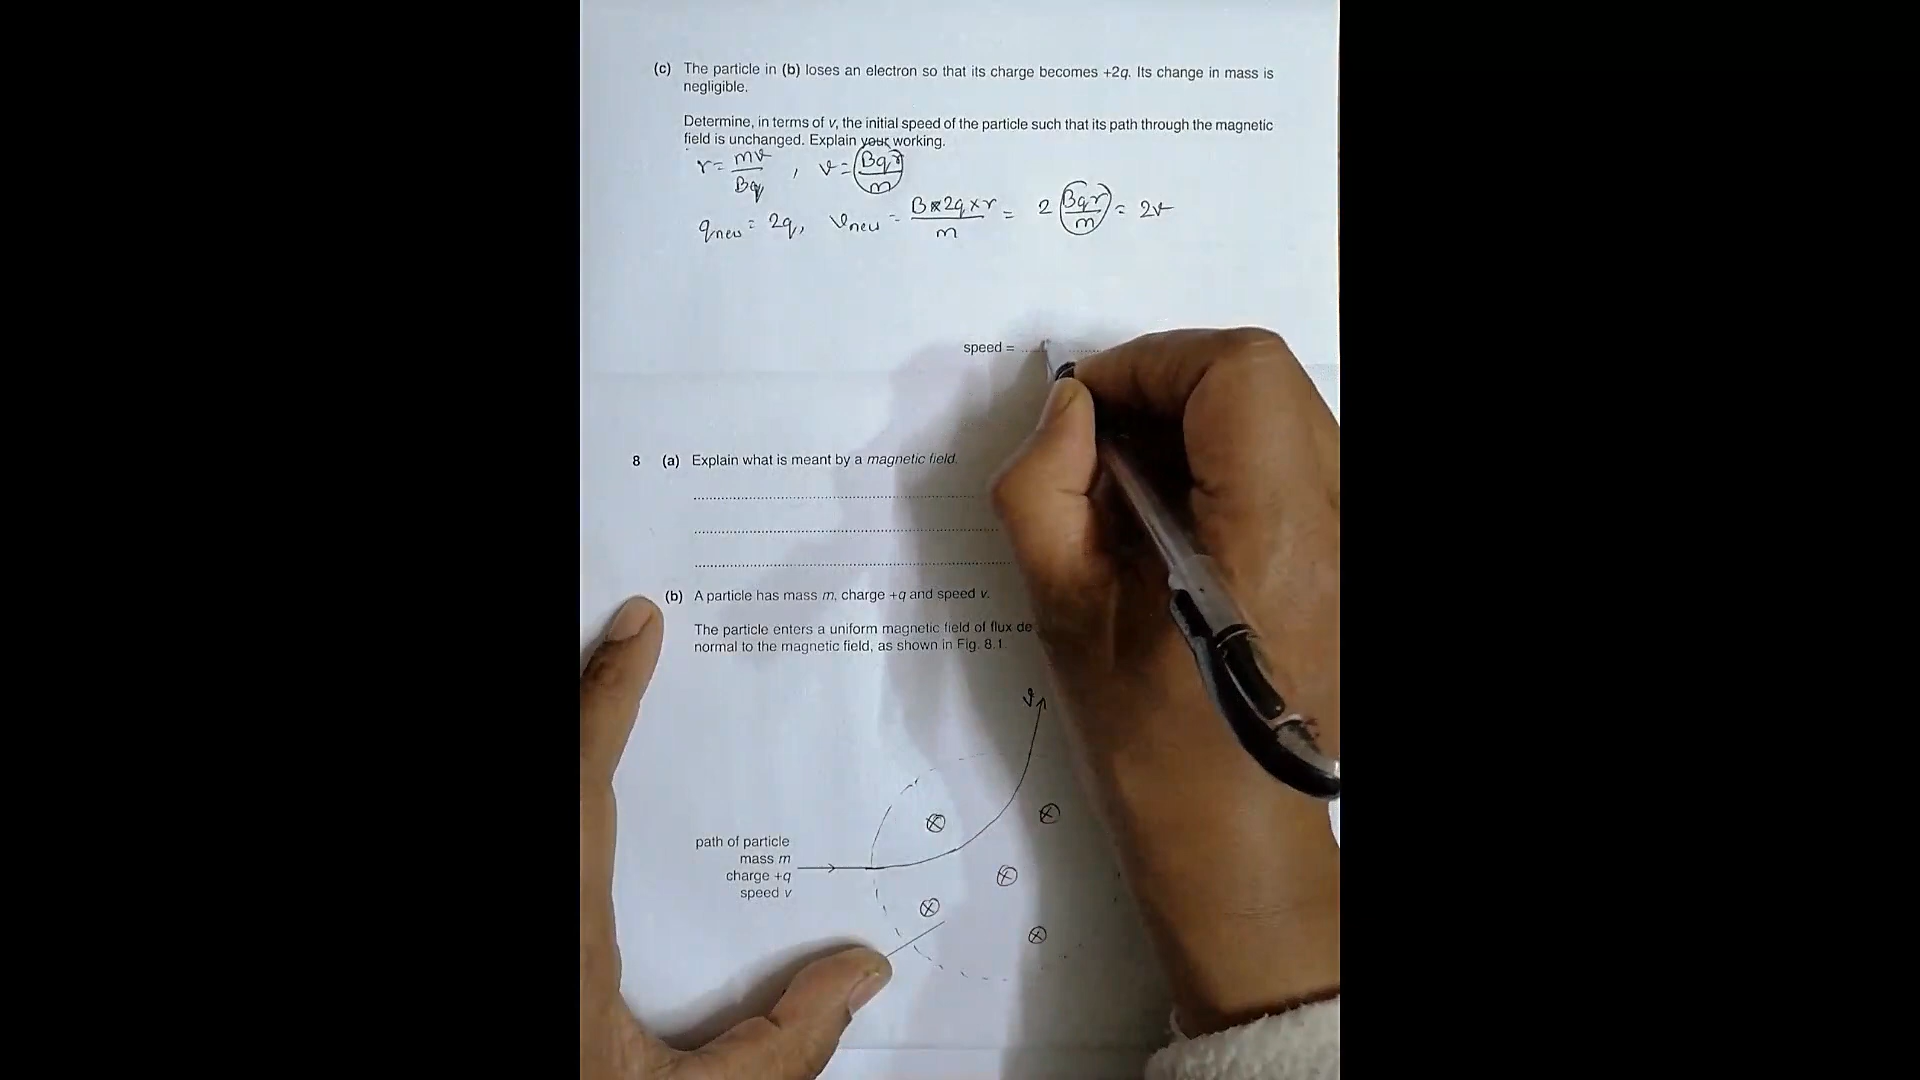 (c) The particle in (b) loses an electron so that its charge becomes +2q. Its change in mass is
negligible.
Determine, in terms of v, the initial speed of the particle such that its path through the magnetic
field is unchanged. Explain your working.
r = mv/Bq , v = Bqr/m
qnew = 2q, vnew = B×2q×r/m = 2 Bqr/m = 2v
speed = ..............
8 (a) Explain what is meant by a magnetic field.
(b) A particle has mass m, charge +q and speed v.
The particle enters a uniform magnetic field of flux de
normal to the magnetic field, as shown in Fig. 8.1.
v
path of particle
mass m
charge +q
speed v